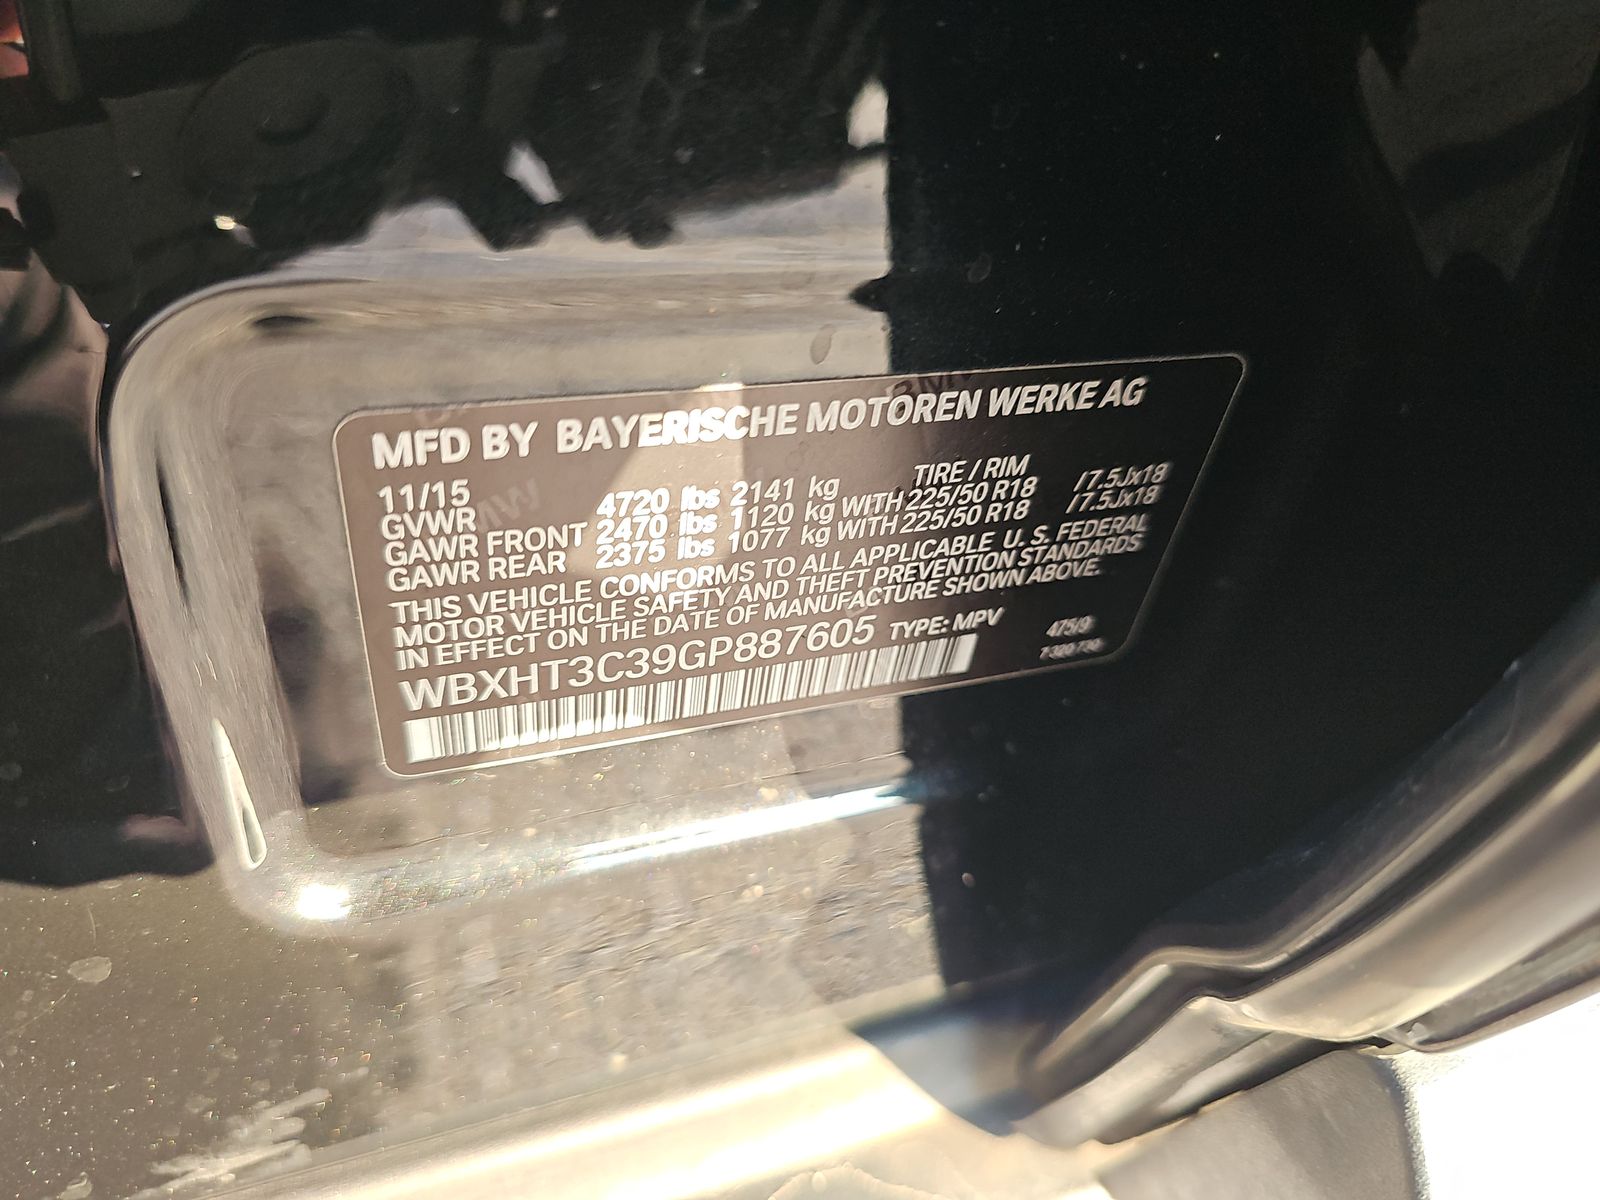 MFD BY BAYERISCHE MOTOREN WERKE AG
11/15 TIRE / RIM
GVWR 4720 lbs 2141 kg
GAWR FRONT 2470 lbs 1120 kg WITH 225/50 R18 /7.5Jx18
GAWR REAR 2375 lbs 1077 kg WITH 225/50 R18 /7.5Jx18
THIS VEHICLE CONFORMS TO ALL APPLICABLE U. S. FEDERAL
MOTOR VEHICLE SAFETY AND THEFT PREVENTION STANDARDS
IN EFFECT ON THE DATE OF MANUFACTURE SHOWN ABOVE.
WBXHT3C39GP887605 TYPE: MPV 475/9